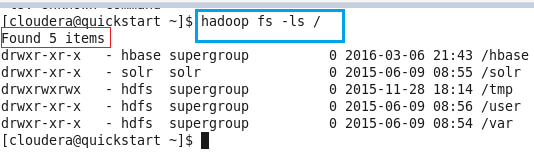 [cloudera@quickstart ~]$ hadoop fs -ls /
Found 5 items
drwxr-xr-x   - hbase supergroup          0 2016-03-06 21:43 /hbase
drwxr-xr-x   - solr  solr                0 2015-06-09 08:55 /solr
drwxrwxrwx   - hdfs  supergroup          0 2015-11-28 18:14 /tmp
drwxr-xr-x   - hdfs  supergroup          0 2015-06-09 08:56 /user
drwxr-xr-x   - hdfs  supergroup          0 2015-06-09 08:54 /var
[cloudera@quickstart ~]$